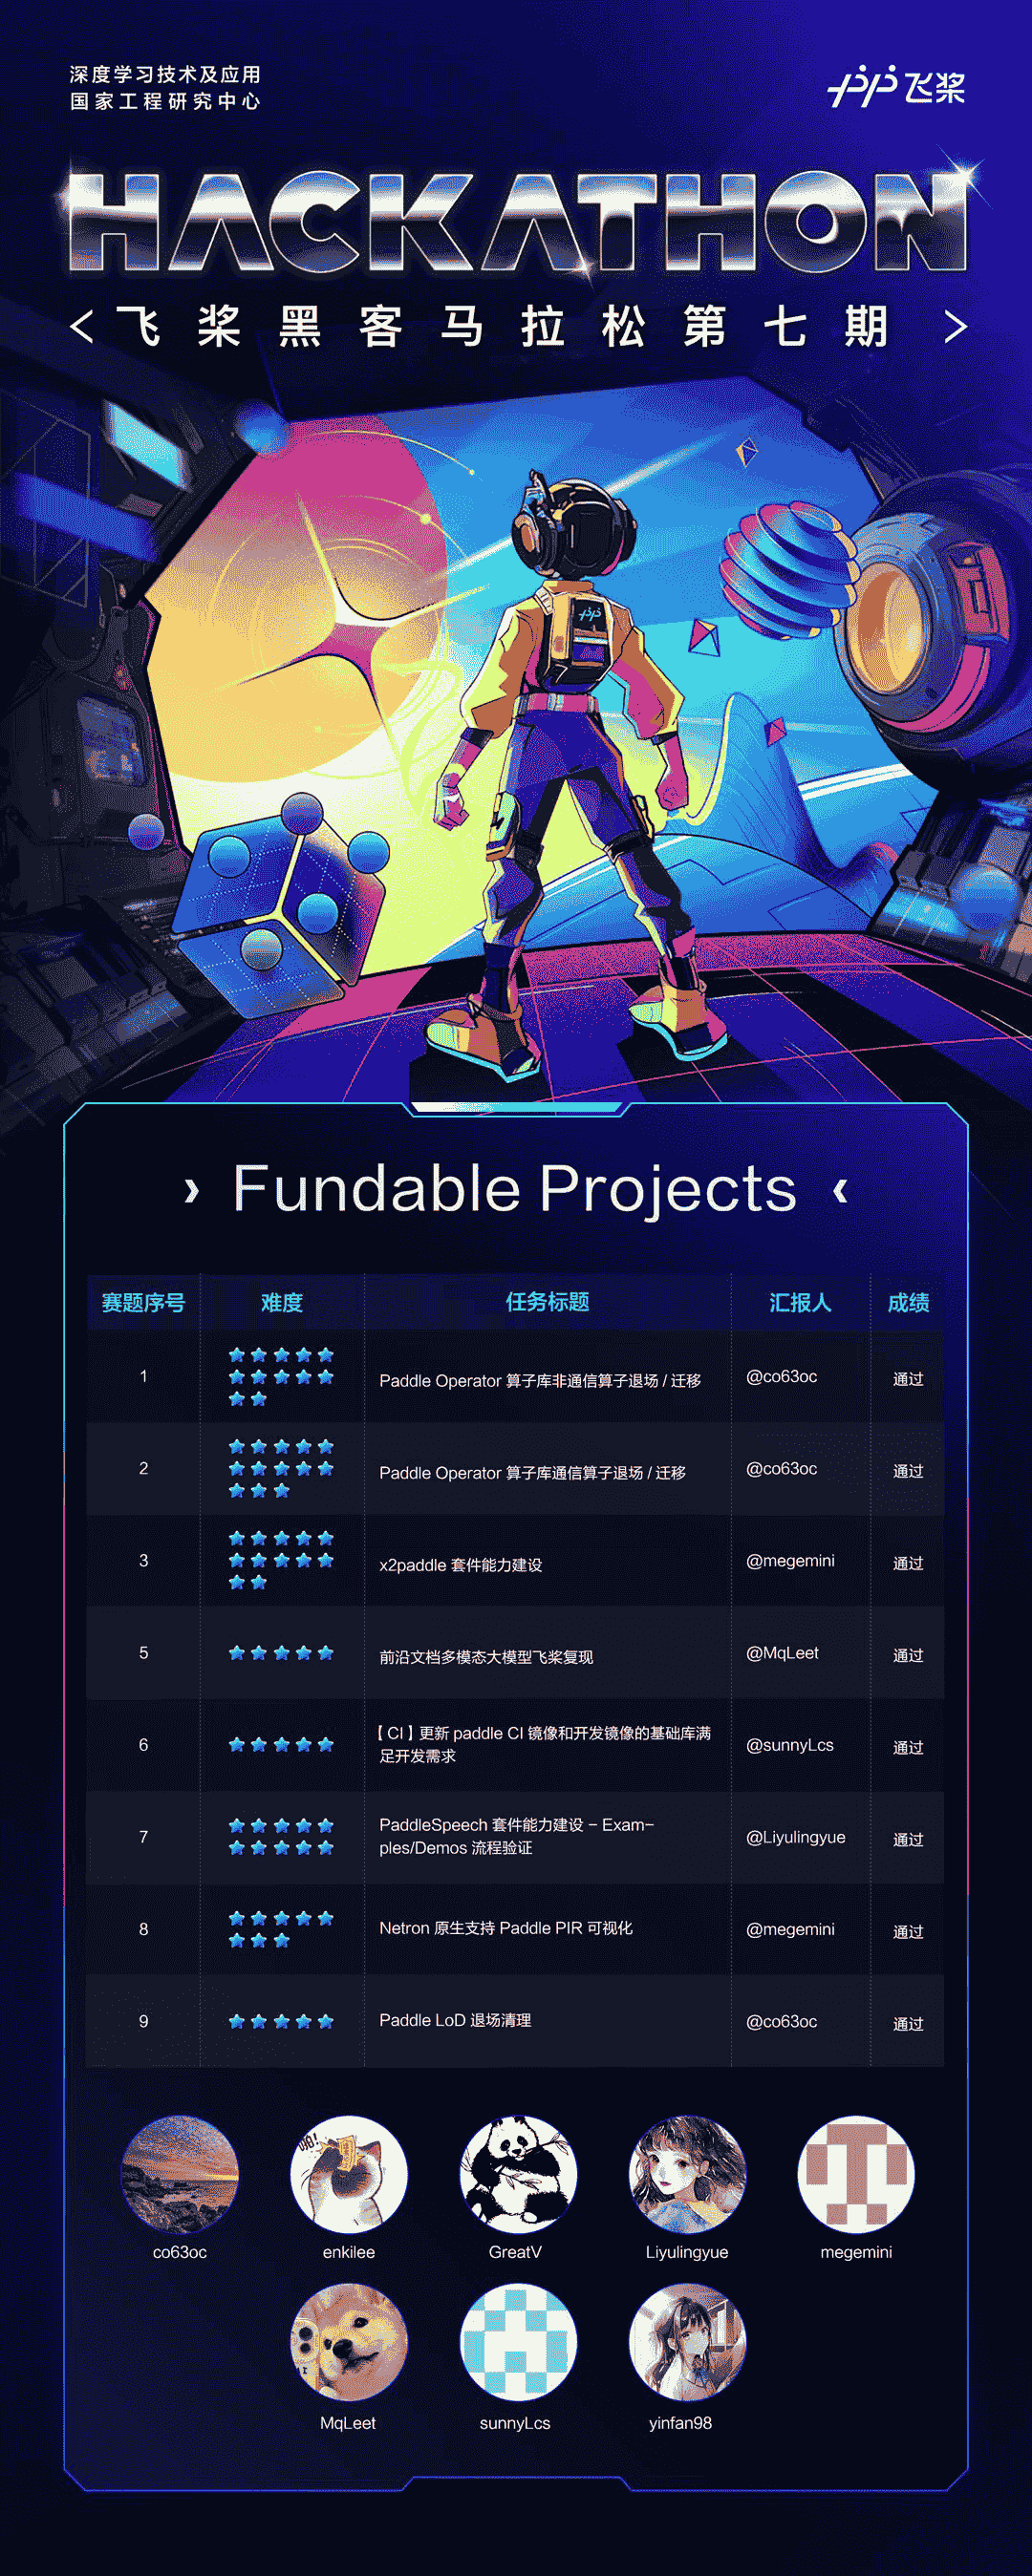 深度学习技术及应用
国家工程研究中心
飞桨
HACKATHON
<飞桨黑客马拉松第七期>
› Fundable Projects ‹
赛题序号 难度 任务标题 汇报人 成绩
1 Paddle Operator 算子库非通信算子退场 / 迁移 @co63oc 通过
2 Paddle Operator 算子库通信算子退场 / 迁移 @co63oc 通过
3 x2paddle 套件能力建设 @megemini 通过
5 前沿文档多模态大模型飞桨复现 @MqLeet 通过
6 【 CI 】更新 paddle CI 镜像和开发镜像的基础库满
足开发需求 @sunnyLcs 通过
7 PaddleSpeech 套件能力建设 – Exam–
ples/Demos 流程验证 @Liyulingyue 通过
8 Netron 原生支持 Paddle PIR 可视化 @megemini 通过
9 Paddle LoD 退场清理 @co63oc 通过
co63oc enkilee GreatV Liyulingyue megemini
MqLeet sunnyLcs yinfan98